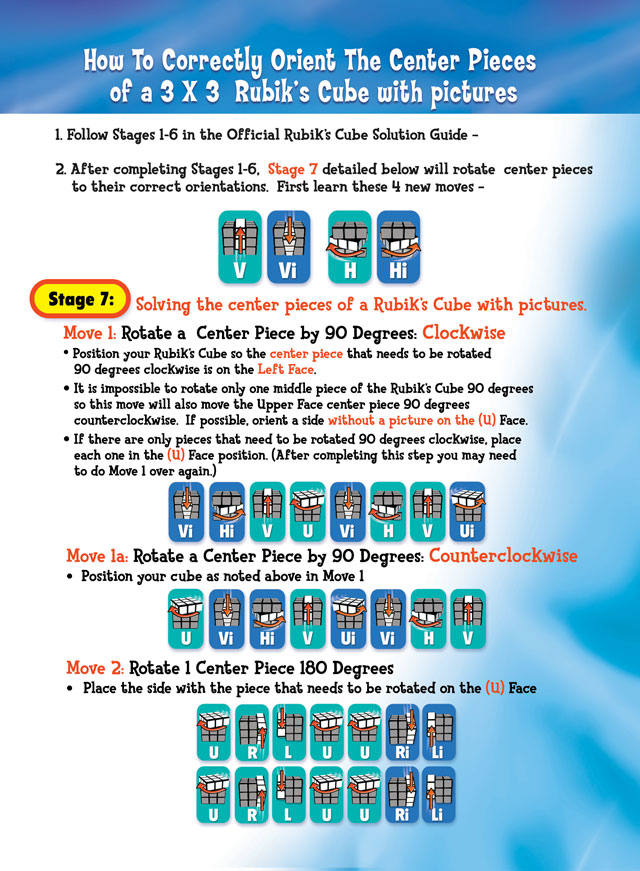 How To Correctly Orient The Center Pieces
of a 3 X 3 Rubik's Cube with pictures
1. Follow Stages 1-6 in the Official Rubik's Cube Solution Guide –
2. After completing Stages 1-6, Stage 7 detailed below will rotate center pieces
to their correct orientations. First learn these 4 new moves –
V Vi H Hi
Stage 7: Solving the center pieces of a Rubik's Cube with pictures.
Move 1: Rotate a Center Piece by 90 Degrees: Clockwise
• Position your Rubik's Cube so the center piece that needs to be rotated
90 degrees clockwise is on the Left Face.
• It is impossible to rotate only one middle piece of the Rubik's Cube 90 degrees
so this move will also move the Upper Face center piece 90 degrees
counterclockwise. If possible, orient a side without a picture on the (U) Face.
• If there are only pieces that need to be rotated 90 degrees clockwise, place
each one in the (U) Face position. (After completing this step you may need
to do Move 1 over again.)
Vi Hi V U Vi H V Ui
Move 1a: Rotate a Center Piece by 90 Degrees: Counterclockwise
• Position your cube as noted above in Move 1
U Vi Hi V Ui Vi H V
Move 2: Rotate 1 Center Piece 180 Degrees
• Place the side with the piece that needs to be rotated on the (U) Face
U R L U U Ri Li
U R L U U Ri Li